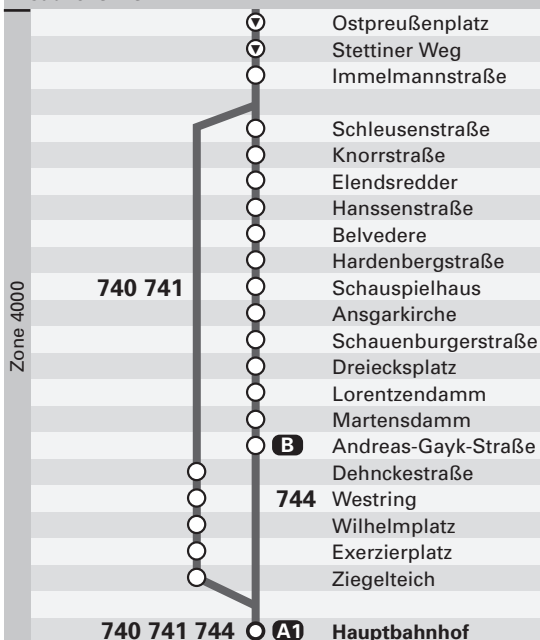 Ostpreußenplatz
Stettiner Weg
Immelmannstraße
Schleusenstraße
Knorrstraße
Elendsredder
Hanssenstraße
Belvedere
Hardenbergstraße
Zone 4000
740 741 Schauspielhaus
Ansgarkirche
Schauenburgerstraße
Dreiecksplatz
Lorentzendamm
Martensdamm
B Andreas-Gayk-Straße
Dehnckestraße
744 Westring
Wilhelmplatz
Exerzierplatz
Ziegelteich
740 741 744 A1 Hauptbahnhof